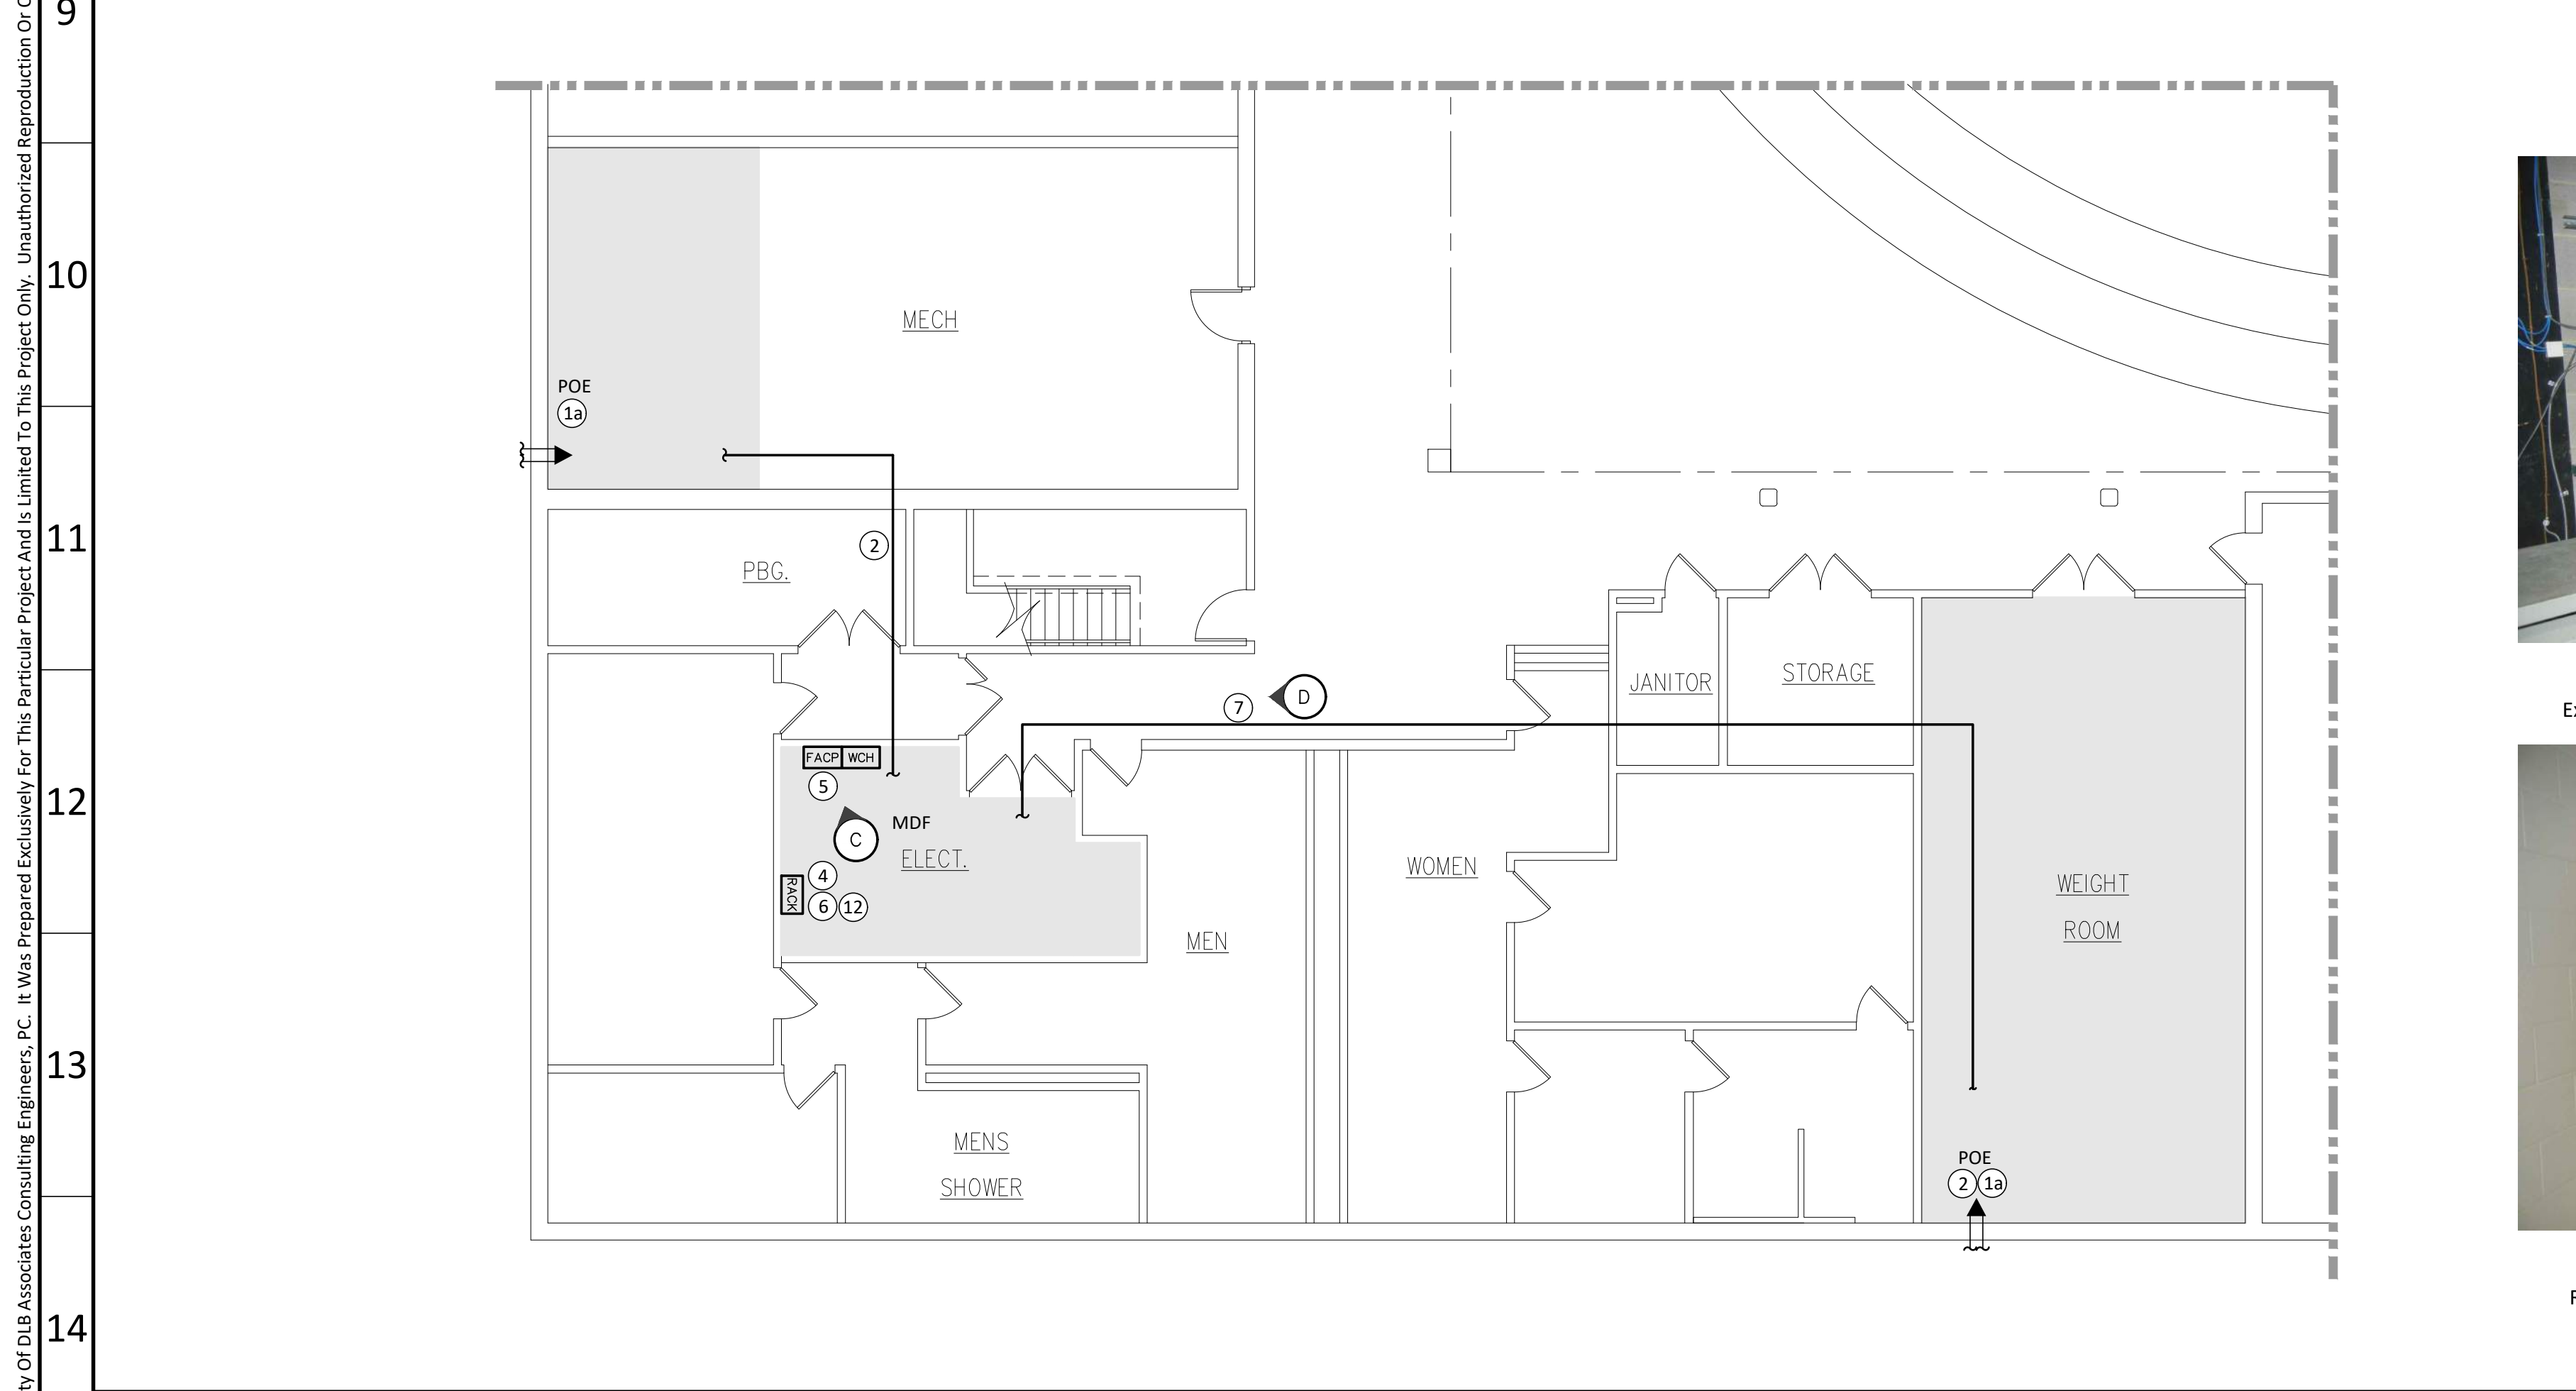 ty Of DLB Associates Consulting Engineers, PC. It Was Prepared Exclusively For This Particular Project And Is Limited To This Project Only. Unauthorized Reproduction Or
9
10
11
12
13
14
MECH
POE
1a
2
PBG.
7
D
JANITOR
STORAGE
FACP WCH
5
MDF
C
ELECT.
4
RACK
6 12
MEN
WOMEN
WEIGHT
ROOM
MENS
SHOWER
POE
2 1a